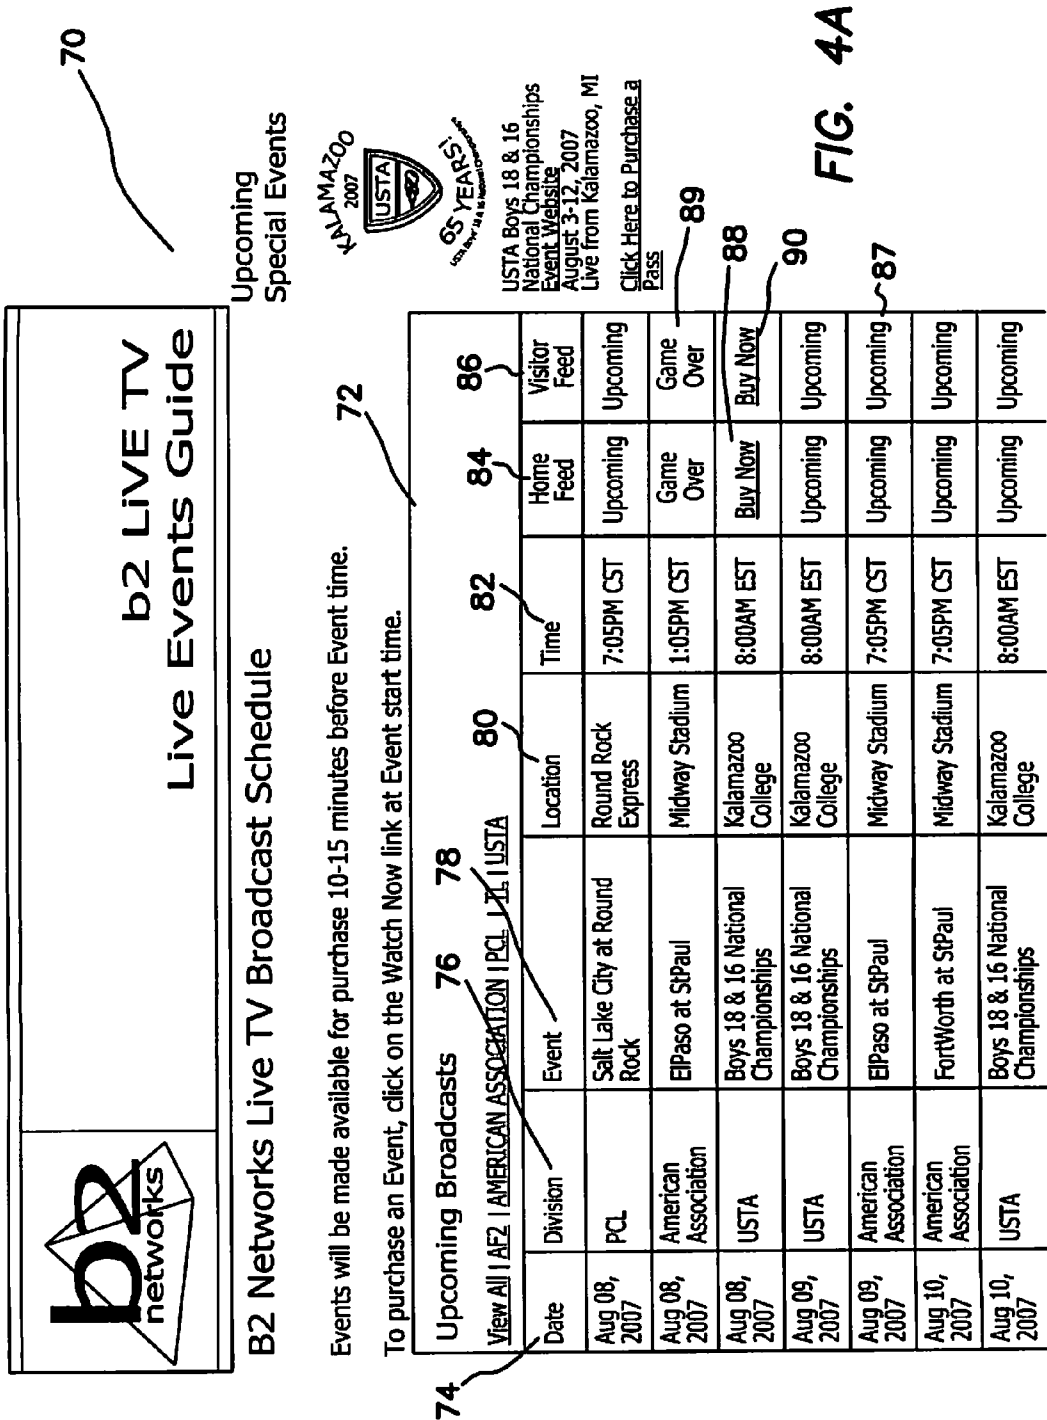 70
b2
networks
b2 LiVE TV
Live Events Guide
B2 Networks Live TV Broadcast Schedule
Upcoming
Special Events
Events will be made available for purchase 10-15 minutes before Event time.
To purchase an Event, click on the Watch Now link at Event start time.
KALAMAZOO
2007
USTA
65 YEARS!
USTA Boys 18 & 16
National Championships
Event Website
August 3-12, 2007
Live from Kalamazoo, MI
Click Here to Purchase a
Pass
72
Upcoming Broadcasts
View All | AF2 | AMERICAN ASSOCIATION | PCL | TL | USTA
74 76 78 80 82 84 86
Date Division Event Location Time Home Feed Visitor Feed
Aug 08, 2007 PCL Salt Lake City at Round Rock Round Rock Express 7:05PM CST Upcoming Upcoming
Aug 08, 2007 American Association ElPaso at StPaul Midway Stadium 1:05PM CST Game Over Game Over
89
Aug 08, 2007 USTA Boys 18 & 16 National Championships Kalamazoo College 8:00AM EST Buy Now Buy Now
88
90
Aug 09, 2007 USTA Boys 18 & 16 National Championships Kalamazoo College 8:00AM EST Upcoming Upcoming
Aug 09, 2007 American Association ElPaso at StPaul Midway Stadium 7:05PM CST Upcoming Upcoming
87
Aug 10, 2007 American Association FortWorth at StPaul Midway Stadium 7:05PM CST Upcoming Upcoming
Aug 10, 2007 USTA Boys 18 & 16 National Championships Kalamazoo College 8:00AM EST Upcoming Upcoming
FIG. 4A